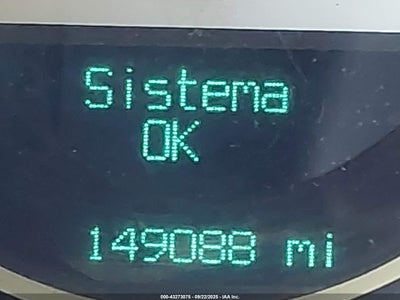 Sistema
OK
149088 mi
000-43273075 - 09/22/2025 - IAA Inc.